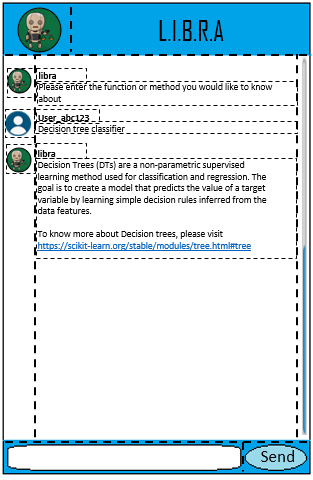 L.I.B.R.A
libra
Please enter the function or method you would like to know
about
User_abc123
Decision tree classifier
libra
Decision Trees (DTs) are a non-parametric supervised
learning method used for classification and regression. The
goal is to create a model that predicts the value of a target
variable by learning simple decision rules inferred from the
data features.
To know more about Decision trees, please visit
https://scikit-learn.org/stable/modules/tree.html#tree
Send